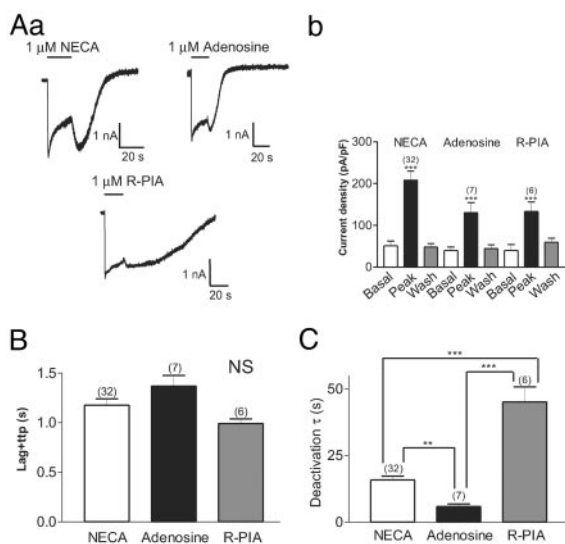 Aa
1 μM NECA
1 μM Adenosine
1 nA
20 s
1 nA
20 s
1 μM R-PIA
1 nA
20 s
b
Current density (pA/pF)
300
200
100
0
NECA Adenosine R-PIA
(32)
***
(7)
***
(6)
***
Basal Peak Wash Basal Peak Wash Basal Peak Wash
B
Lag+ttp (s)
1.5
1.0
0.5
0.0
(32)
(7)
(6)
NS
NECA Adenosine R-PIA
C
Deactivation τ (s)
50
25
0
***
***
**
(32)
(7)
(6)
NECA Adenosine R-PIA